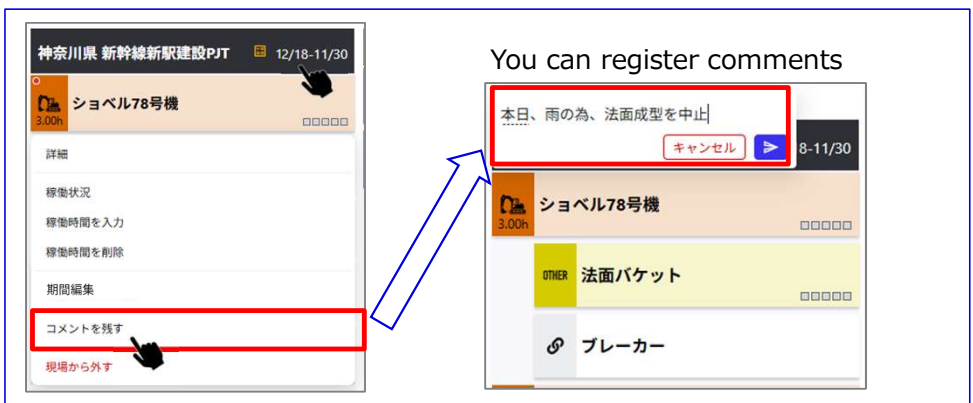 神奈川県 新幹線新駅建設PJT 12/18-11/30
ショベル78号機
3.00h
詳細
稼働状況
稼働時間を入力
稼働時間を削除
期間編集
コメントを残す
現場から外す
You can register comments
本日、雨の為、法面成型を中止
キャンセル
8-11/30
ショベル78号機
3.00h
OTHER 法面バケット
ブレーカー